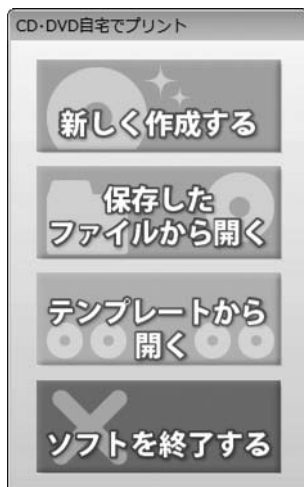 CD･DVD自宅でプリント
新しく作成する
保存した
ファイルから開く
テンプレートから
開く
ソフトを終了する